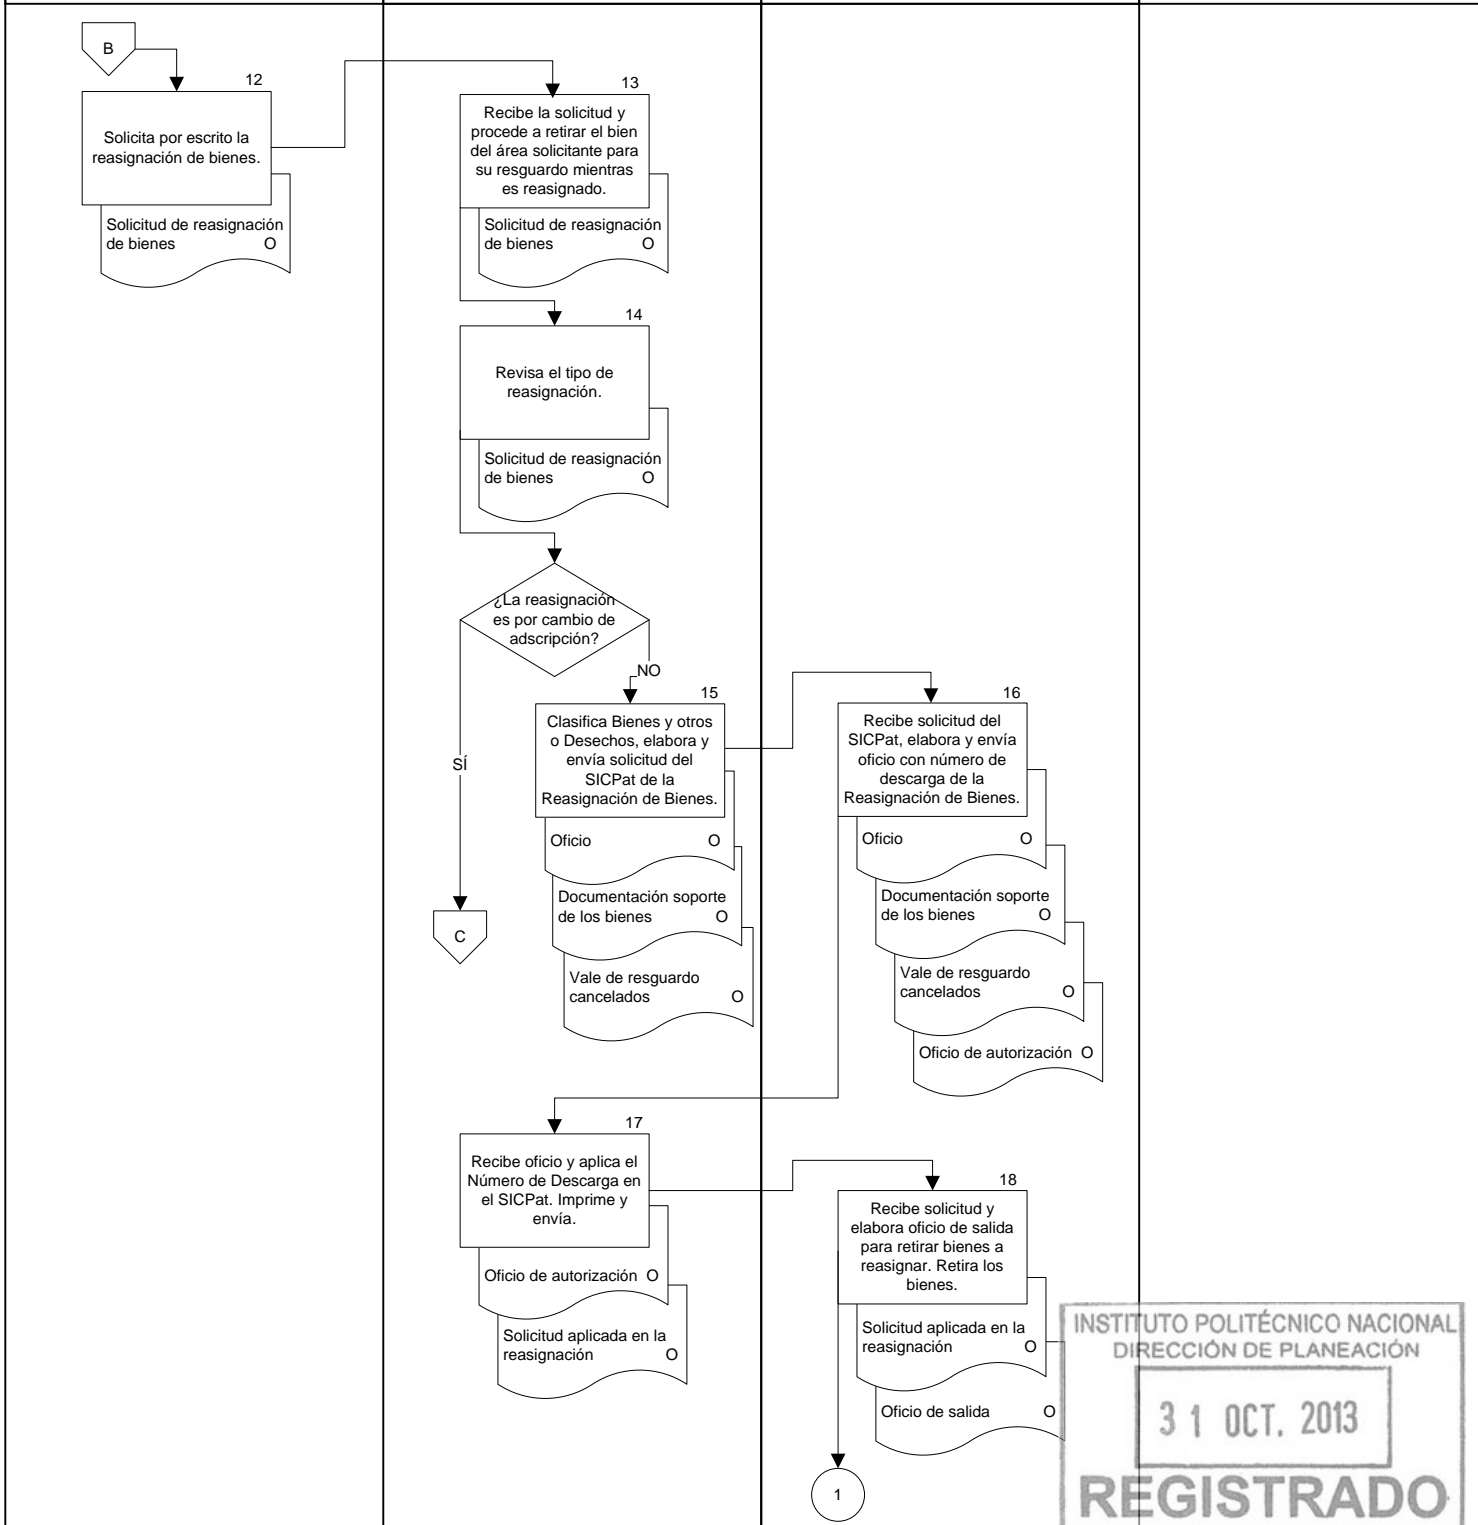 B
12
Solicita por escrito la
reasignación de bienes.
Solicitud de reasignación
de bienes O
13
Recibe la solicitud y
procede a retirar el bien
del área solicitante para
su resguardo mientras
es reasignado.
Solicitud de reasignación
de bienes O
14
Revisa el tipo de
reasignación.
Solicitud de reasignación
de bienes O
¿La reasignación
es por cambio de
adscripción?
NO
SÍ
C
15
Clasifica Bienes y otros
o Desechos, elabora y
envía solicitud del
SICPat de la
Reasignación de Bienes.
Oficio O
Documentación soporte
de los bienes O
Vale de resguardo
cancelados O
16
Recibe solicitud del
SICPat, elabora y envía
oficio con número de
descarga de la
Reasignación de Bienes.
Oficio O
Documentación soporte
de los bienes O
Vale de resguardo
cancelados O
Oficio de autorización O
17
Recibe oficio y aplica el
Número de Descarga en
el SICPat. Imprime y
envía.
Oficio de autorización O
Solicitud aplicada en la
reasignación O
18
Recibe solicitud y
elabora oficio de salida
para retirar bienes a
reasignar. Retira los
bienes.
Solicitud aplicada en la
reasignación O
Oficio de salida O
1
INSTITUTO POLITÉCNICO NACIONAL
DIRECCIÓN DE PLANEACIÓN
31 OCT. 2013
REGISTRADO